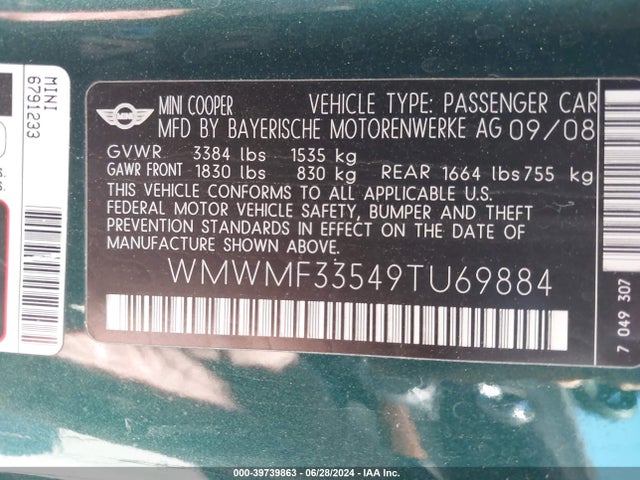 MINI
6791233
MINI
MINI COOPER
VEHICLE TYPE: PASSENGER CAR
MFD BY BAYERISCHE MOTORENWERKE AG 09/08
GVWR 3384 lbs 1535 kg
GAWR FRONT 1830 lbs 830 kg REAR 1664 lbs 755 kg
THIS VEHICLE CONFORMS TO ALL APPLICABLE U.S.
FEDERAL MOTOR VEHICLE SAFETY, BUMPER AND THEFT
PREVENTION STANDARDS IN EFFECT ON THE DATE OF
MANUFACTURE SHOWN ABOVE.
WMWMF33549TU69884
7 049 307
000-39739863 | 06/28/2024 | IAA Inc.